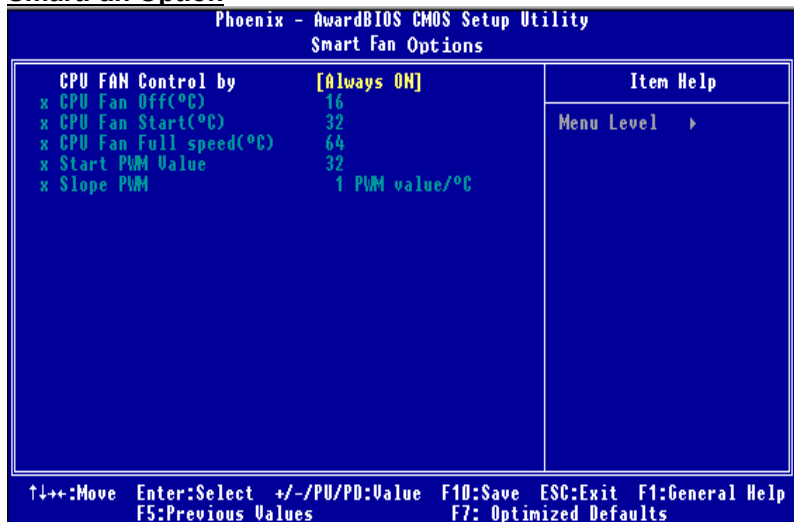 Phoenix - AwardBIOS CMOS Setup Utility
Smart Fan Options
CPU FAN Control by [Always ON]
x CPU Fan Off(°C) 16
x CPU Fan Start(°C) 32
x CPU Fan Full speed(°C) 64
x Start PWM Value 32
x Slope PWM 1 PWM value/°C
Item Help
Menu Level ▸
↑↓→←:Move Enter:Select +/-/PU/PD:Value F10:Save ESC:Exit F1:General Help
F5:Previous Values F7: Optimized Defaults